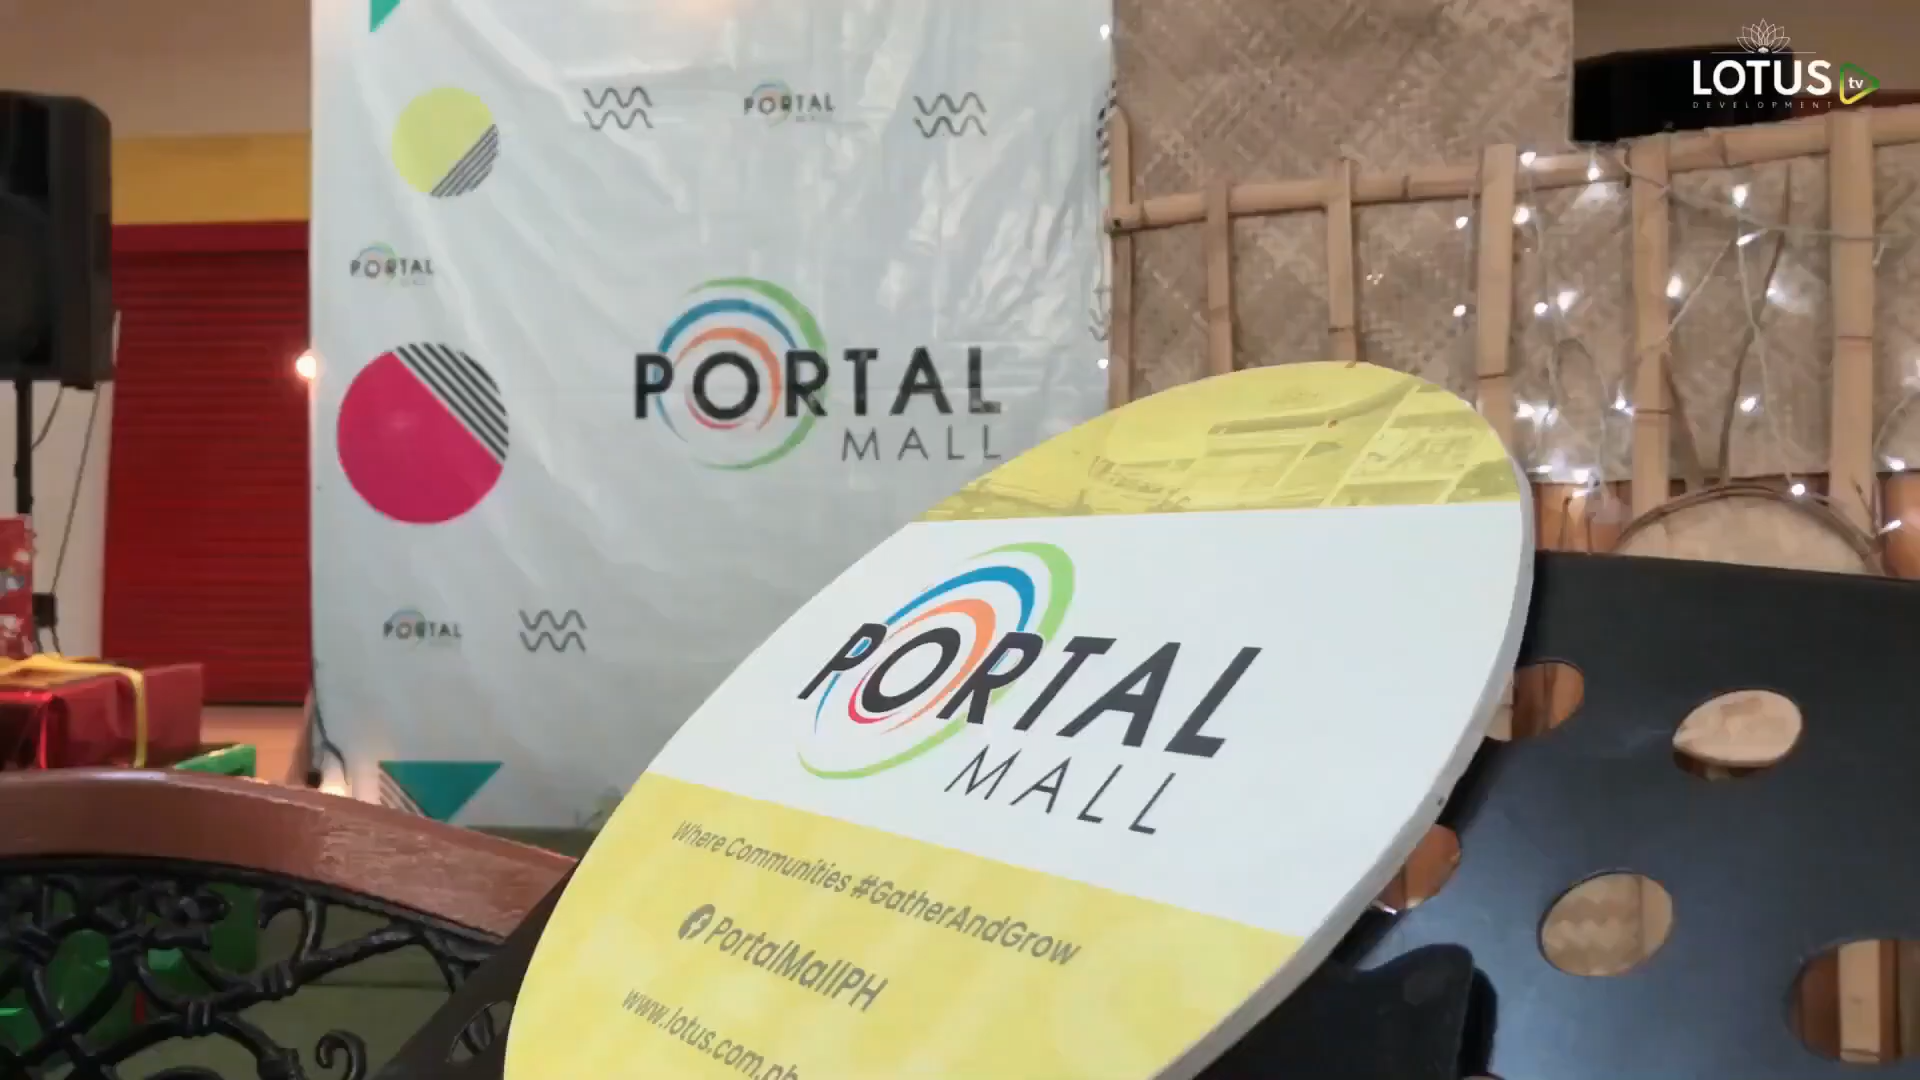 LOTUS tv
DEVELOPMENT
PORTAL
PORTAL
PORTAL
MALL
PORTAL
PORTAL
MALL
Where Communities #GatherAndGrow
PortalMallPH
www.lotus.com.ph